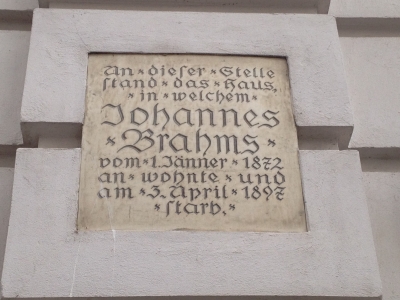 An * dieser * Stelle
stand * das * Haus,
* in * welchem *
Johannes
* Brahms *
vom * 1. Jänner * 1872
an * wohnte * und
am * 3. April * 1897
* starb. *